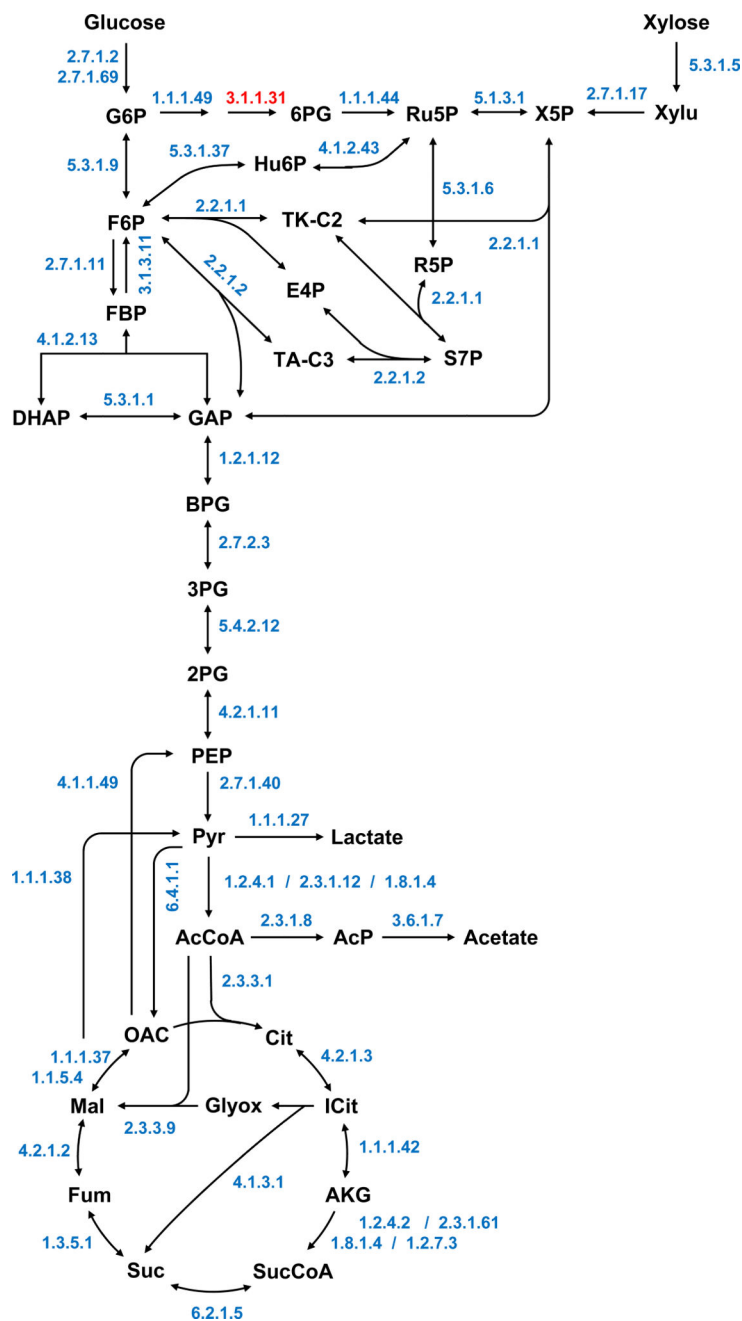 Glucose
Xylose
2.7.1.2
2.7.1.69
5.3.1.5
1.1.1.49
3.1.1.31
1.1.1.44
5.1.3.1
2.7.1.17
G6P
6PG
Ru5P
X5P
Xylu
5.3.1.9
5.3.1.37
Hu6P
4.1.2.43
5.3.1.6
F6P
2.2.1.1
TK-C2
2.2.1.1
2.7.1.11
3.1.3.11
2.2.1.2
E4P
R5P
2.2.1.1
FBP
4.1.2.13
TA-C3
S7P
2.2.1.2
DHAP
5.3.1.1
GAP
1.2.1.12
BPG
2.7.2.3
3PG
5.4.2.12
2PG
4.2.1.11
PEP
4.1.1.49
2.7.1.40
Pyr
1.1.1.27
Lactate
1.1.1.38
6.4.1.1
1.2.4.1 / 2.3.1.12 / 1.8.1.4
AcCoA
2.3.1.8
AcP
3.6.1.7
Acetate
2.3.3.1
OAC
Cit
1.1.1.37
1.1.5.4
4.2.1.3
Mal
Glyox
ICit
2.3.3.9
4.2.1.2
1.1.1.42
4.1.3.1
Fum
AKG
1.2.4.2 / 2.3.1.61
1.8.1.4 / 1.2.7.3
1.3.5.1
Suc
SucCoA
6.2.1.5